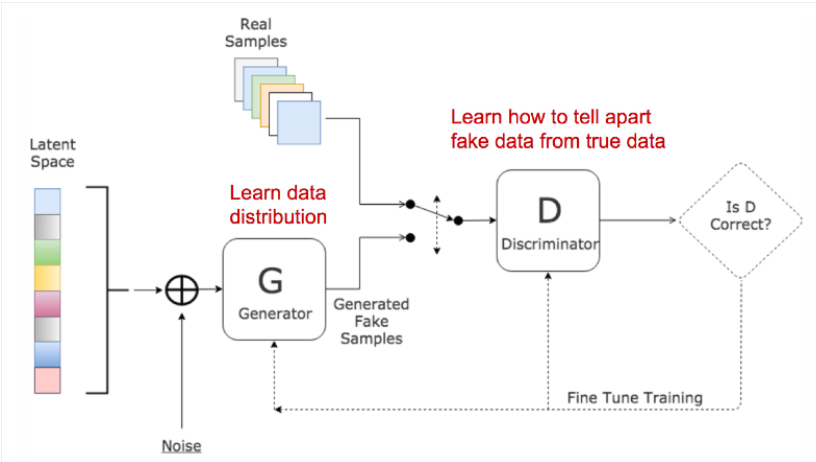 Real
Samples
Learn how to tell apart
fake data from true data
Latent
Space
Learn data
distribution
D
Discriminator
Is D
Correct?
G
Generator
Generated
Fake
Samples
Fine Tune Training
Noise